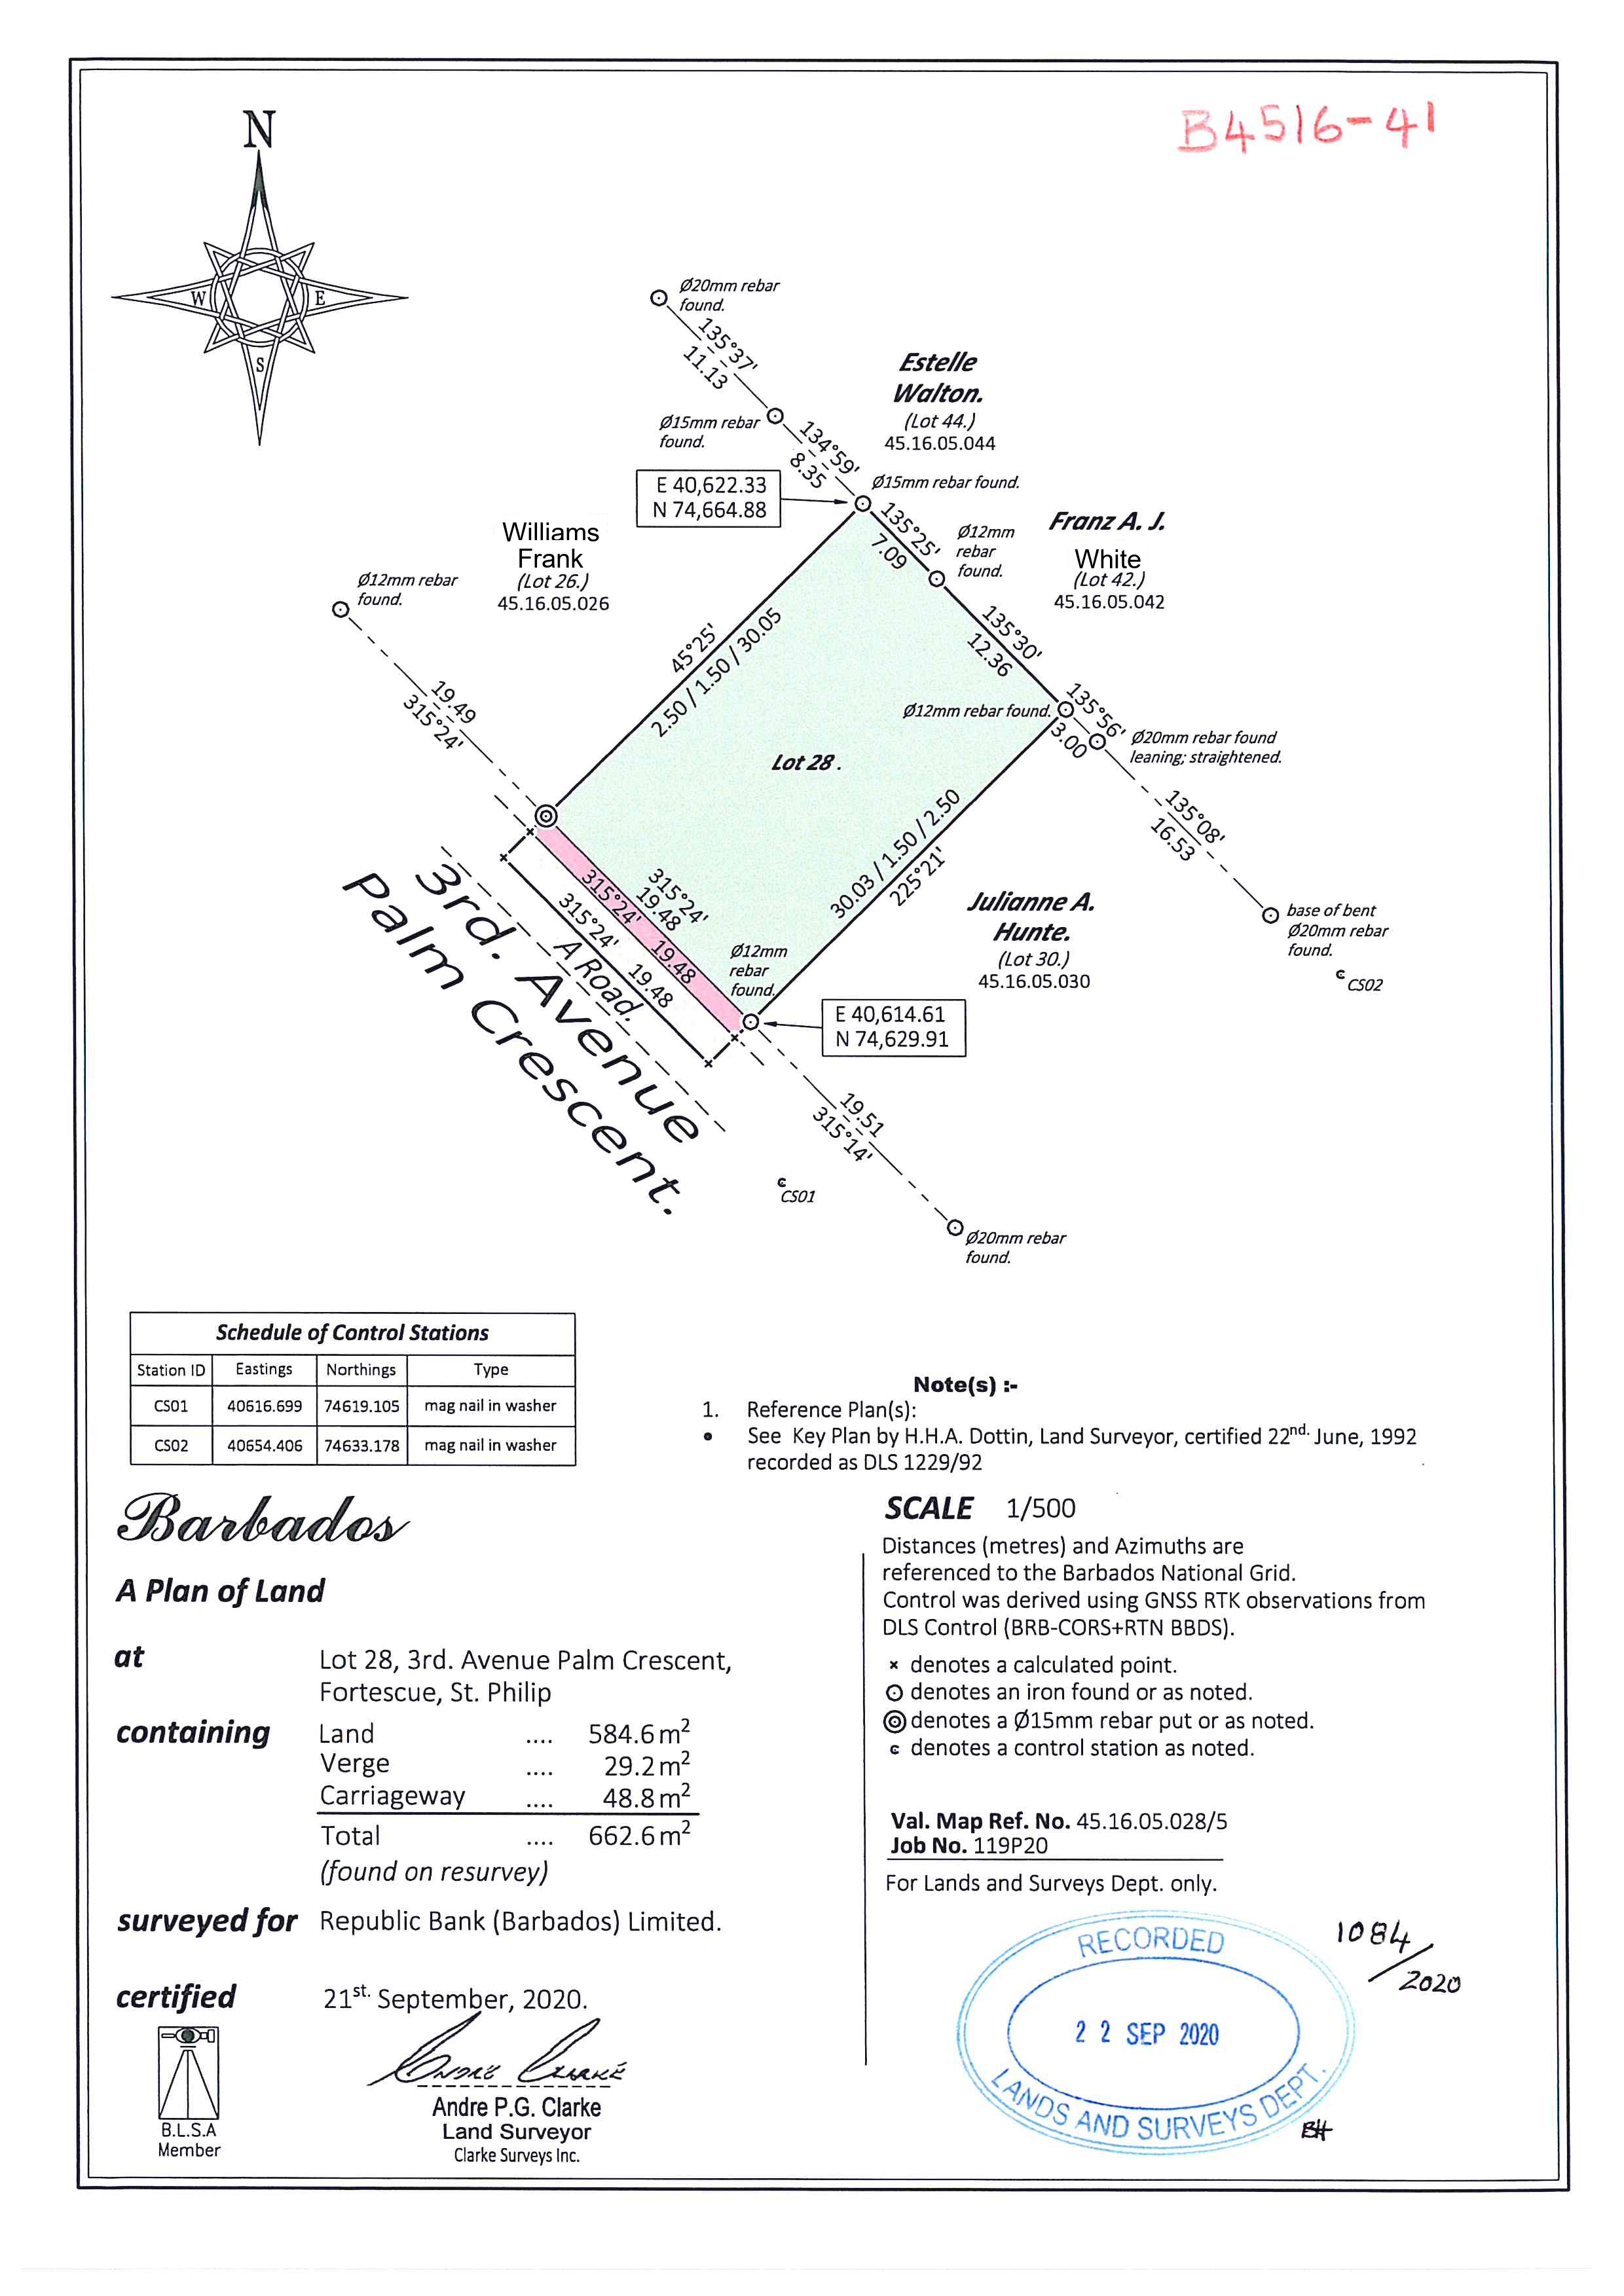 B4516-41
N
W
E
S
Ø20mm rebar
found.
135°37'
11.13
Ø15mm rebar
found.
134°59'
8.35
Estelle
Walton.
(Lot 44.)
45.16.05.044
E 40,622.33
N 74,664.88
Ø15mm rebar found.
135°25'
7.09
Ø12mm
rebar
found.
Franz A. J.
White
(Lot 42.)
45.16.05.042
Williams
Frank
(Lot 26.)
45.16.05.026
Ø12mm rebar
found.
19.49
315°24'
45°25'
2.50 / 1.50 / 30.05
135°30'
12.36
Ø12mm rebar found.
135°56'
3.00
Ø20mm rebar found
leaning; straightened.
Lot 28 .
135°08'
16.53
30.03 / 1.50 / 2.50
225°21'
base of bent
Ø20mm rebar
found.
c
CS02
Julianne A.
Hunte.
(Lot 30.)
45.16.05.030
315°24'
19.48
315°24'
19.48
315°24'
19.48
A Road.
3rd. Avenue
Palm Crescent.
Ø12mm
rebar
found.
E 40,614.61
N 74,629.91
19.51
315°14'
c
CS01
Ø20mm rebar
found.
Schedule of Control Stations
Station ID Eastings Northings Type
CS01 40616.699 74619.105 mag nail in washer
CS02 40654.406 74633.178 mag nail in washer
Note(s) :-
1. Reference Plan(s):
• See Key Plan by H.H.A. Dottin, Land Surveyor, certified 22nd. June, 1992
recorded as DLS 1229/92
Barbados
A Plan of Land
at Lot 28, 3rd. Avenue Palm Crescent,
Fortescue, St. Philip
containing Land .... 584.6 m²
Verge .... 29.2 m²
Carriageway .... 48.8 m²
Total .... 662.6 m²
(found on resurvey)
surveyed for Republic Bank (Barbados) Limited.
certified 21st. September, 2020.
B.L.S.A
Member
ANDRÉ CLARKE
Andre P.G. Clarke
Land Surveyor
Clarke Surveys Inc.
SCALE 1/500
Distances (metres) and Azimuths are
referenced to the Barbados National Grid.
Control was derived using GNSS RTK observations from
DLS Control (BRB-CORS+RTN BBDS).
× denotes a calculated point.
⊙ denotes an iron found or as noted.
◎ denotes a Ø15mm rebar put or as noted.
c denotes a control station as noted.
Val. Map Ref. No. 45.16.05.028/5
Job No. 119P20
For Lands and Surveys Dept. only.
RECORDED
22 SEP 2020
LANDS AND SURVEYS DEPT.
1084/2020
BH